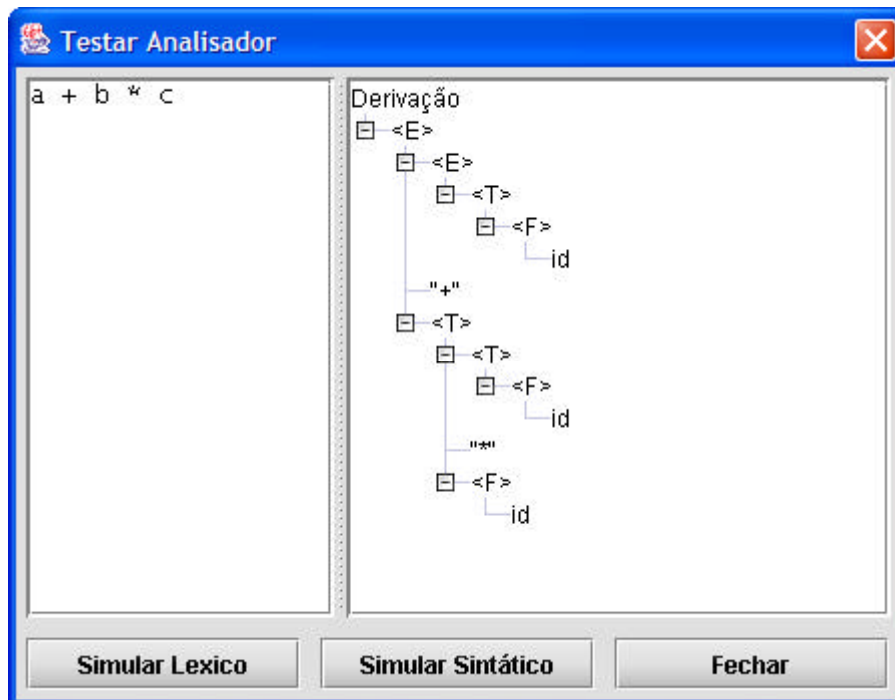 Testar Analisador
a + b * c
Derivação
<E>
<E>
<T>
<F>
id
"+"
<T>
<T>
<F>
id
"*"
<F>
id
Simular Lexico
Simular Sintático
Fechar